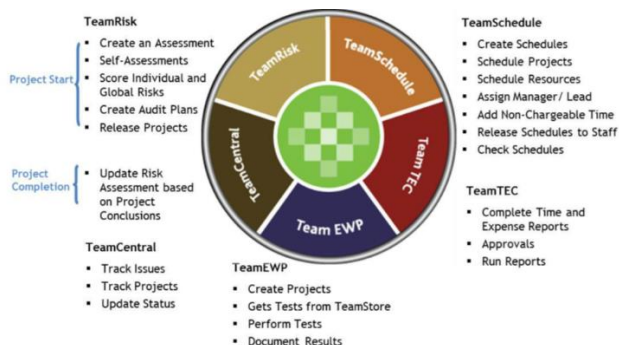 TeamRisk
▪ Create an Assessment
▪ Self-Assessments
▪ Score Individual and
Global Risks
▪ Create Audit Plans
▪ Release Projects
Project Start
Project
Completion
▪ Update Risk
Assessment based
on Project
Conclusions
TeamCentral
▪ Track Issues
▪ Track Projects
▪ Update Status
TeamRisk
TeamSchedule
TeamCentral
Team TEC
Team EWP
TeamEWP
▪ Create Projects
▪ Gets Tests from TeamStore
▪ Perform Tests
▪ Document Results
TeamSchedule
▪ Create Schedules
▪ Schedule Projects
▪ Schedule Resources
▪ Assign Manager/ Lead
▪ Add Non-Chargeable Time
▪ Release Schedules to Staff
▪ Check Schedules
TeamTEC
▪ Complete Time and
Expense Reports
▪ Approvals
▪ Run Reports